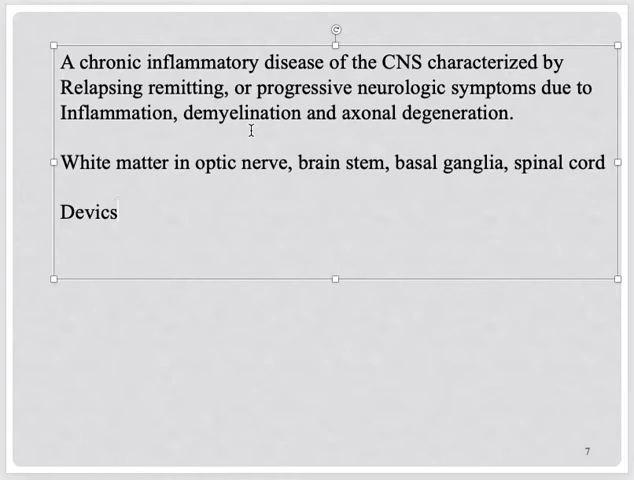 A chronic inflammatory disease of the CNS characterized by
Relapsing remitting, or progressive neurologic symptoms due to
Inflammation, demyelination and axonal degeneration.
White matter in optic nerve, brain stem, basal ganglia, spinal cord
Devics
7